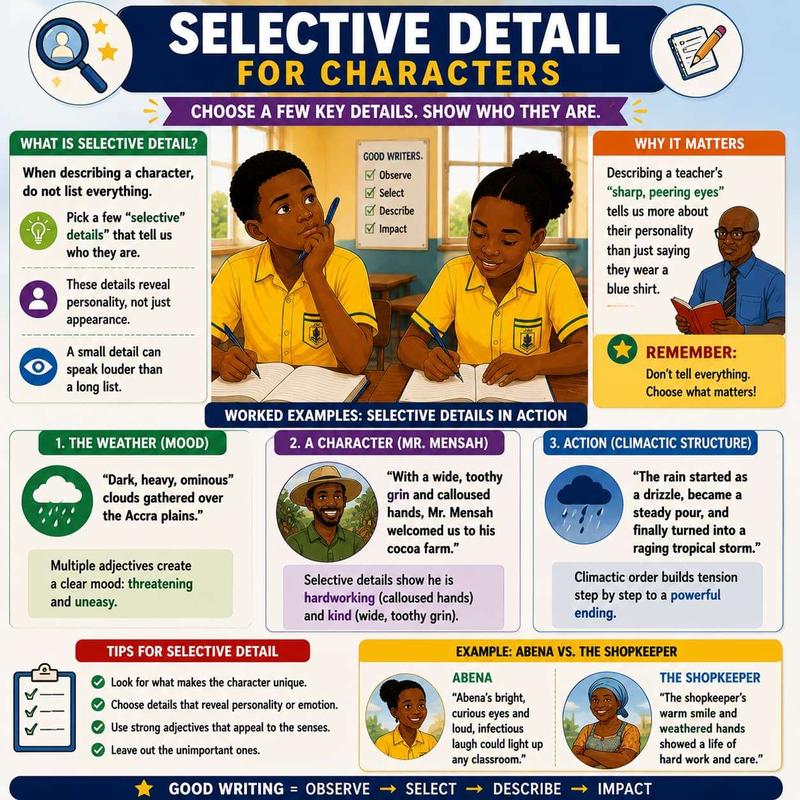 SELECTIVE DETAIL
FOR CHARACTERS
CHOOSE A FEW KEY DETAILS. SHOW WHO THEY ARE.
WHAT IS SELECTIVE DETAIL?
When describing a character,
do not list everything.
Pick a few “selective”
details” that tell us
who they are.
These details reveal
personality, not just
appearance.
A small detail can
speak louder than
a long list.
GOOD WRITERS.
Observe
Select
Describe
Impact
WHY IT MATTERS
Describing a teacher’s
“sharp, peering eyes”
tells us more about
their personality
than just saying
they wear a
blue shirt.
REMEMBER:
Don’t tell everything.
Choose what matters!
WORKED EXAMPLES: SELECTIVE DETAILS IN ACTION
1. THE WEATHER (MOOD)
“Dark, heavy, ominous”
clouds gathered over
the Accra plains.”
Multiple adjectives create
a clear mood: threatening
and uneasy.
2. A CHARACTER (MR. MENSAH)
“With a wide, toothy
grin and calloused
hands, Mr. Mensah
welcomed us to his
cocoa farm.”
Selective details show he is
hardworking (calloused hands)
and kind (wide, toothy grin).
3. ACTION (CLIMACTIC STRUCTURE)
“The rain started as
a drizzle, became a
steady pour, and
finally turned into a
raging tropical storm.”
Climactic order builds tension
step by step to a powerful
ending.
TIPS FOR SELECTIVE DETAIL
Look for what makes the character unique.
Choose details that reveal personality or emotion.
Use strong adjectives that appeal to the senses.
Leave out the unimportant ones.
EXAMPLE: ABENA VS. THE SHOPKEEPER
ABENA
“Abena’s bright,
curious eyes and
loud, infectious
laugh could light up
any classroom.”
THE SHOPKEEPER
“The shopkeeper’s
warm smile and
weathered hands
showed a life of
hard work and care.”
GOOD WRITING = OBSERVE → SELECT → DESCRIBE → IMPACT